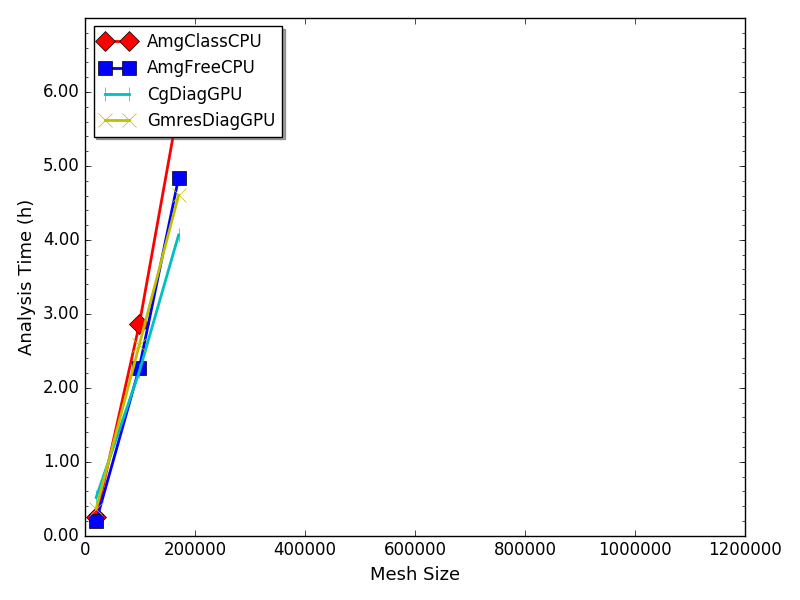 AmgClassCPU
AmgFreeCPU
CgDiagGPU
GmresDiagGPU
6.00
5.00
4.00
3.00
2.00
1.00
0.00
Analysis Time (h)
0 200000 400000 600000 800000 1000000 1200000
Mesh Size